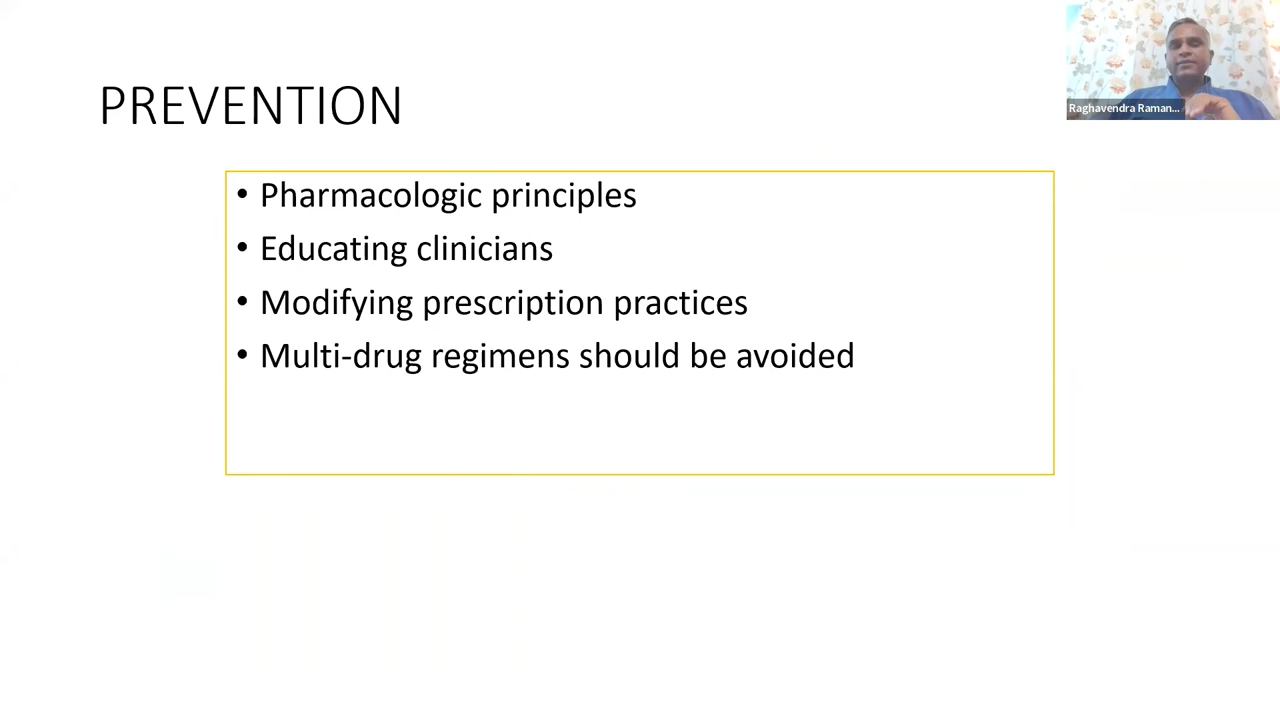 PREVENTION
Raghavendra Raman...
• Pharmacologic principles
• Educating clinicians
• Modifying prescription practices
• Multi-drug regimens should be avoided